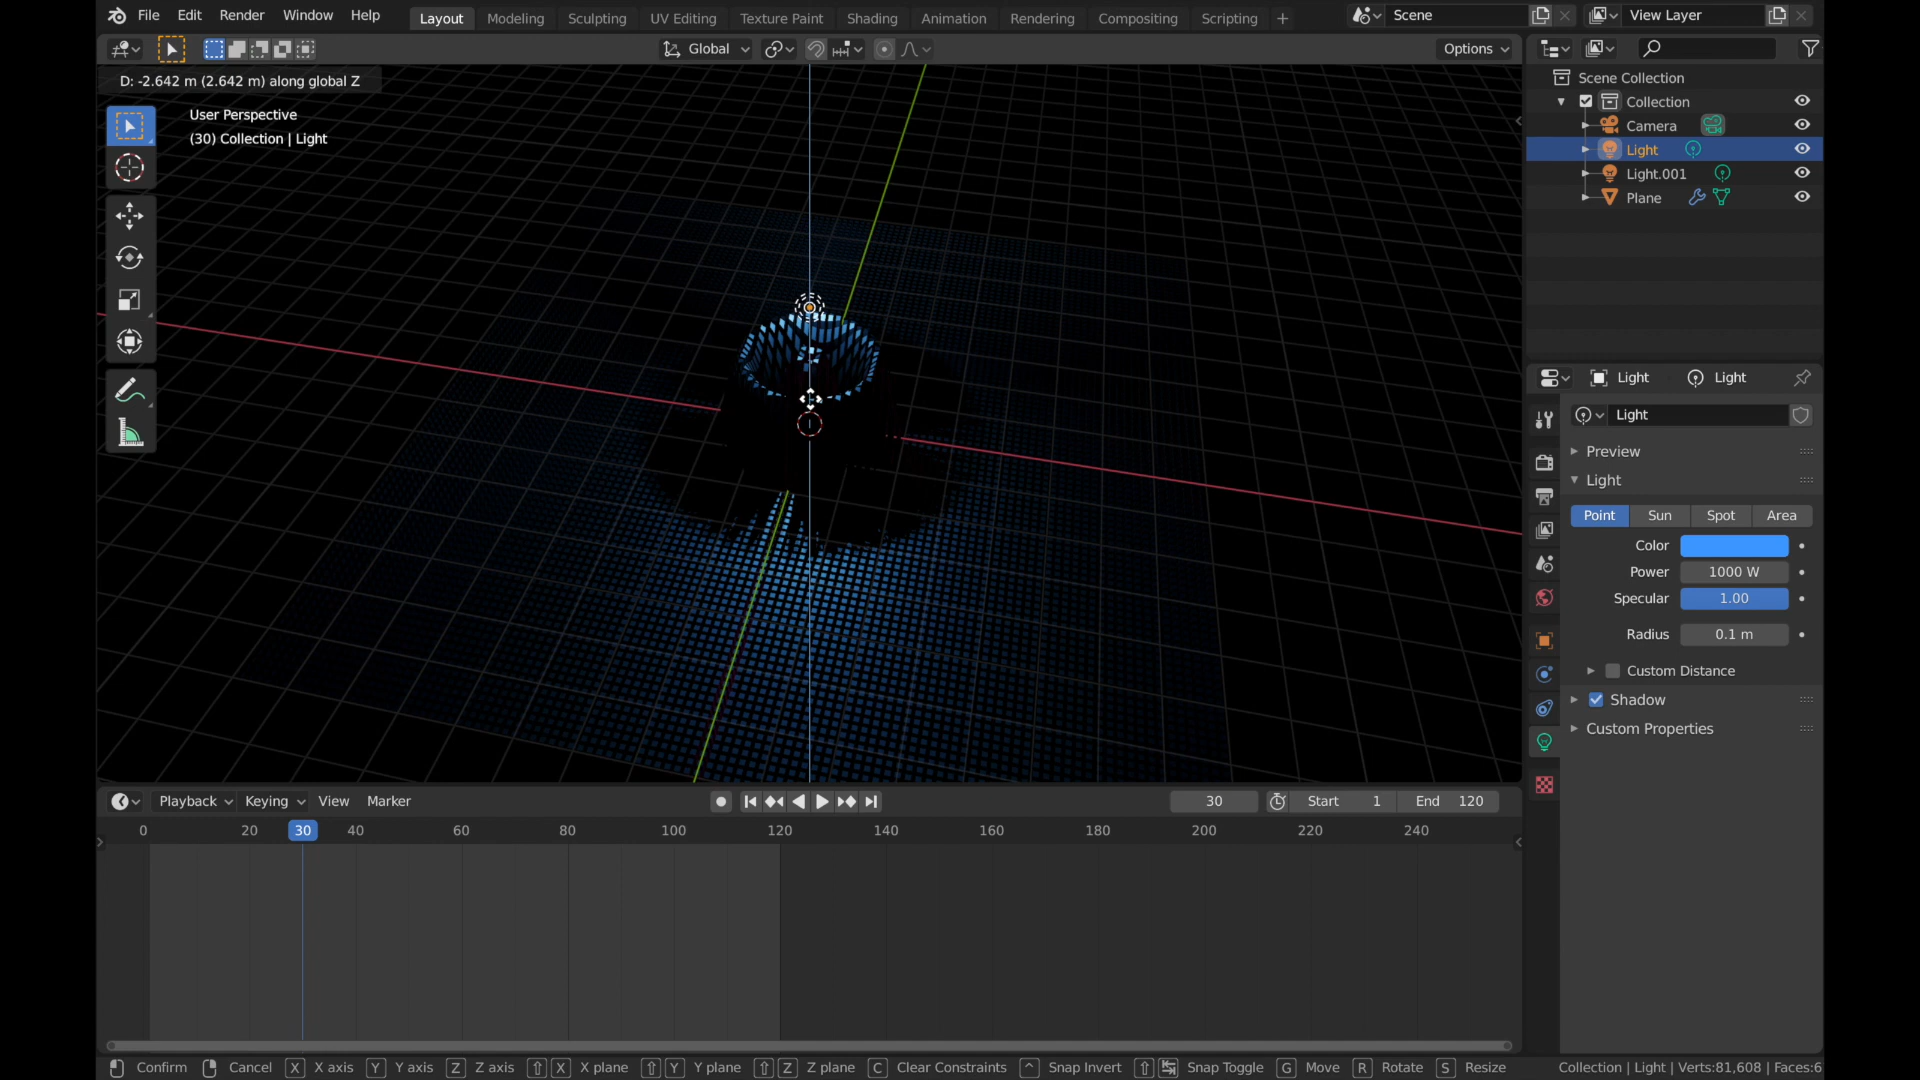 File Edit Render Window Help Layout Modeling Sculpting UV Editing Texture Paint Shading Animation Rendering Compositing Scripting + Scene View Layer
Global Options
D: -2.642 m (2.642 m) along global Z
User Perspective
(30) Collection | Light
Scene Collection
Collection
Camera
Light
Light.001
Plane
Light Light
Light
Preview
Light
Point Sun Spot Area
Color
Power 1000 W
Specular 1.00
Radius 0.1 m
Custom Distance
Shadow
Custom Properties
Playback Keying View Marker 30 Start 1 End 120
0 20 30 40 60 80 100 120 140 160 180 200 220 240
Confirm Cancel X X axis Y Y axis Z Z axis X X plane Y Y plane Z Z plane C Clear Constraints Snap Invert Snap Toggle G Move R Rotate S Resize Collection | Light | Verts:81,608 | Faces:6